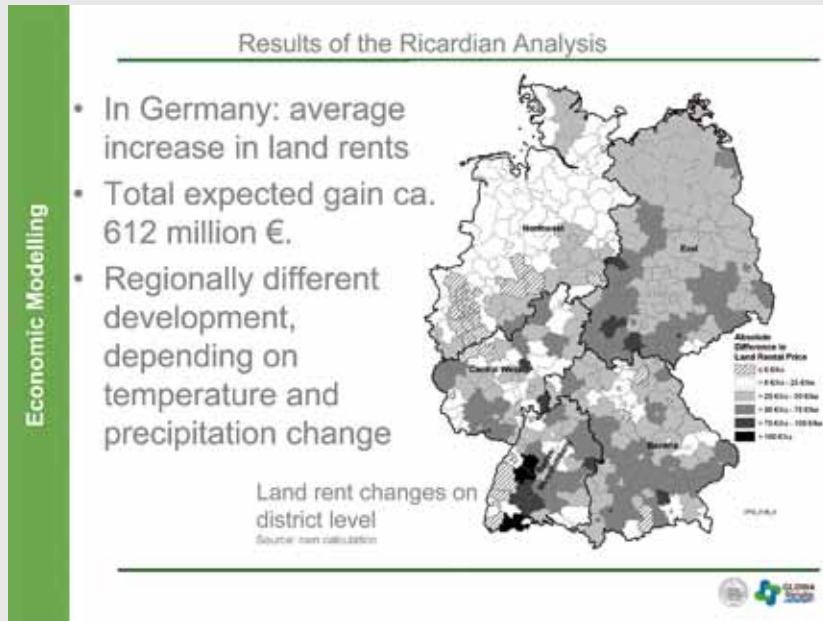 Results of the Ricardian Analysis
Economic Modelling
• In Germany: average
increase in land rents
• Total expected gain ca.
612 million €.
• Regionally different
development,
depending on
temperature and
precipitation change
Land rent changes on
district level
Source: own calculation
Northwest
East
Central West
Bavaria
Absolute
Difference in
Land Rental Price
GLOWA